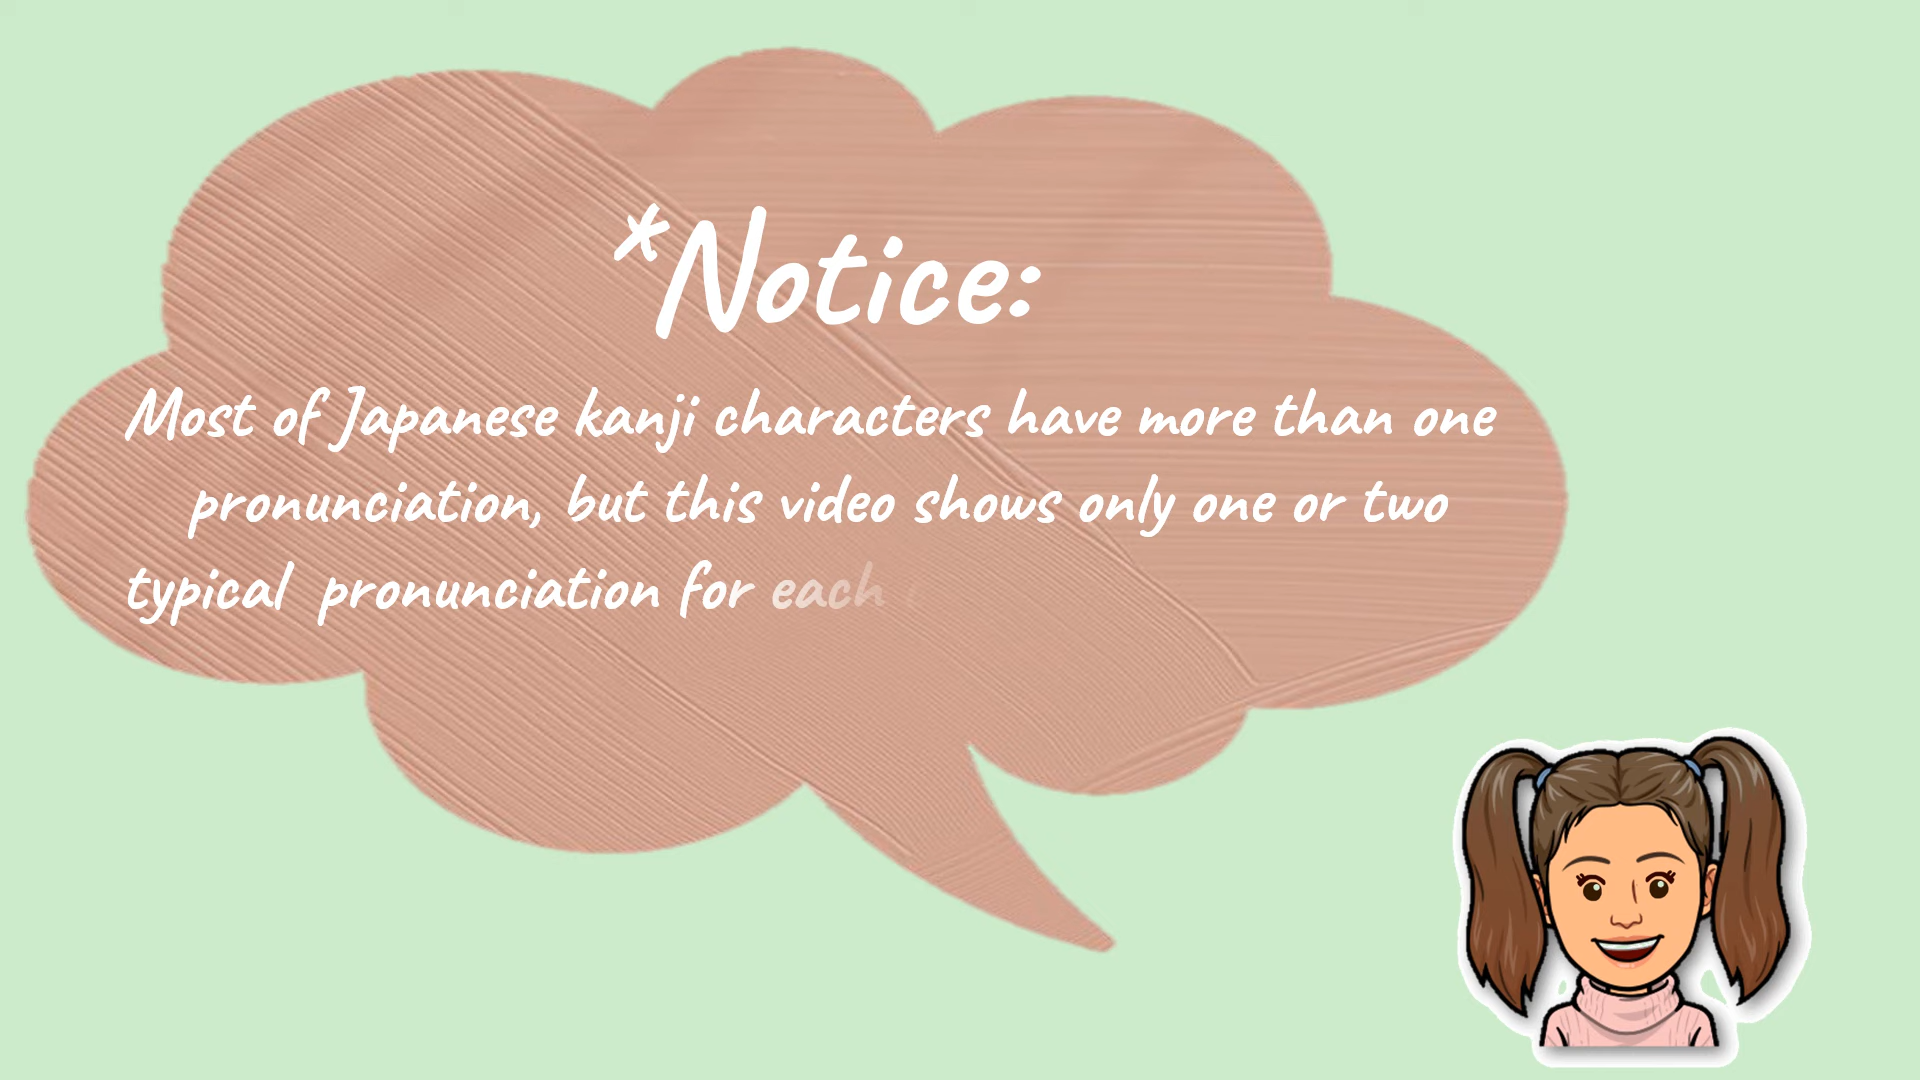 *Notice:
Most of Japanese kanji characters have more than one
pronunciation, but this video shows only one or two
typical pronunciation for each